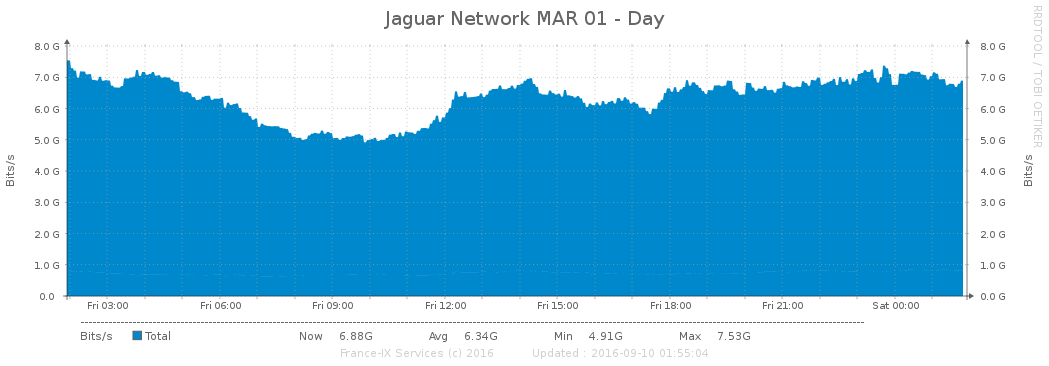 Jaguar Network MAR 01 - Day
RRDTOOL / TOBI OETIKER
Bits/s
8.0 G 8.0 G
7.0 G 7.0 G
6.0 G 6.0 G
5.0 G 5.0 G
4.0 G 4.0 G
3.0 G 3.0 G
2.0 G 2.0 G
1.0 G 1.0 G
0.0 0.0 G
Bits/s
Fri 03:00 Fri 06:00 Fri 09:00 Fri 12:00 Fri 15:00 Fri 18:00 Fri 21:00 Sat 00:00
Bits/s Total Now 6.88G Avg 6.34G Min 4.91G Max 7.53G
France-IX Services (c) 2016 Updated : 2016-09-10 01:55:04